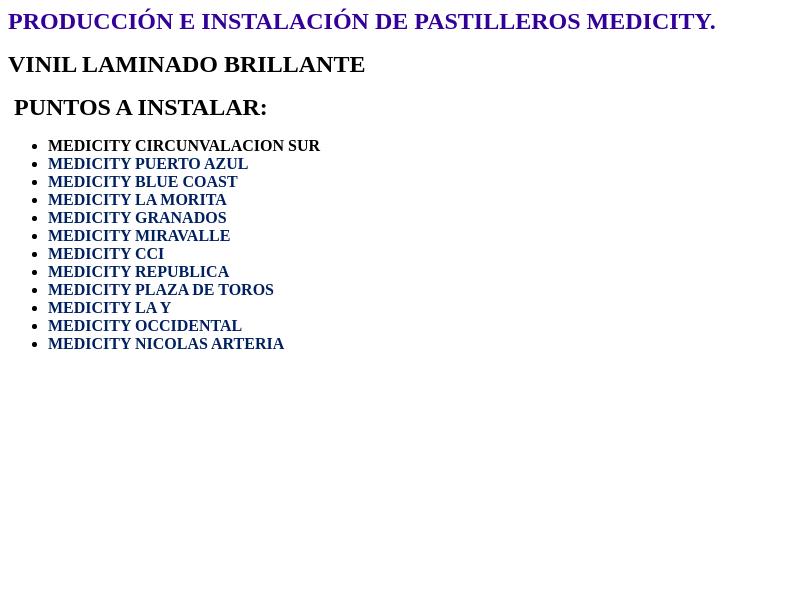 PRODUCCIÓN E INSTALACIÓN DE PASTILLEROS MEDICITY.
VINIL LAMINADO BRILLANTE
PUNTOS A INSTALAR:
MEDICITY CIRCUNVALACION SUR
MEDICITY PUERTO AZUL
MEDICITY BLUE COAST
MEDICITY LA MORITA
MEDICITY GRANADOS
MEDICITY MIRAVALLE
MEDICITY CCI
MEDICITY REPUBLICA
MEDICITY PLAZA DE TOROS
MEDICITY LA Y
MEDICITY OCCIDENTAL
MEDICITY NICOLAS ARTERIA